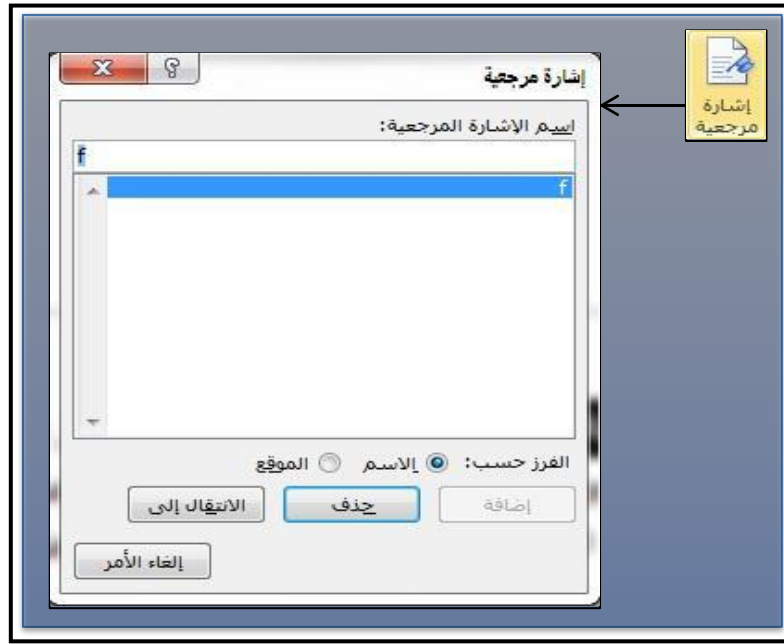 إشارة مرجعية
إشارة
مرجعية
اسم الإشارة المرجعية:
f
f
الفرز حسب: الاسم الموقع
إضافة حذف الانتقال إلى
إلغاء الأمر